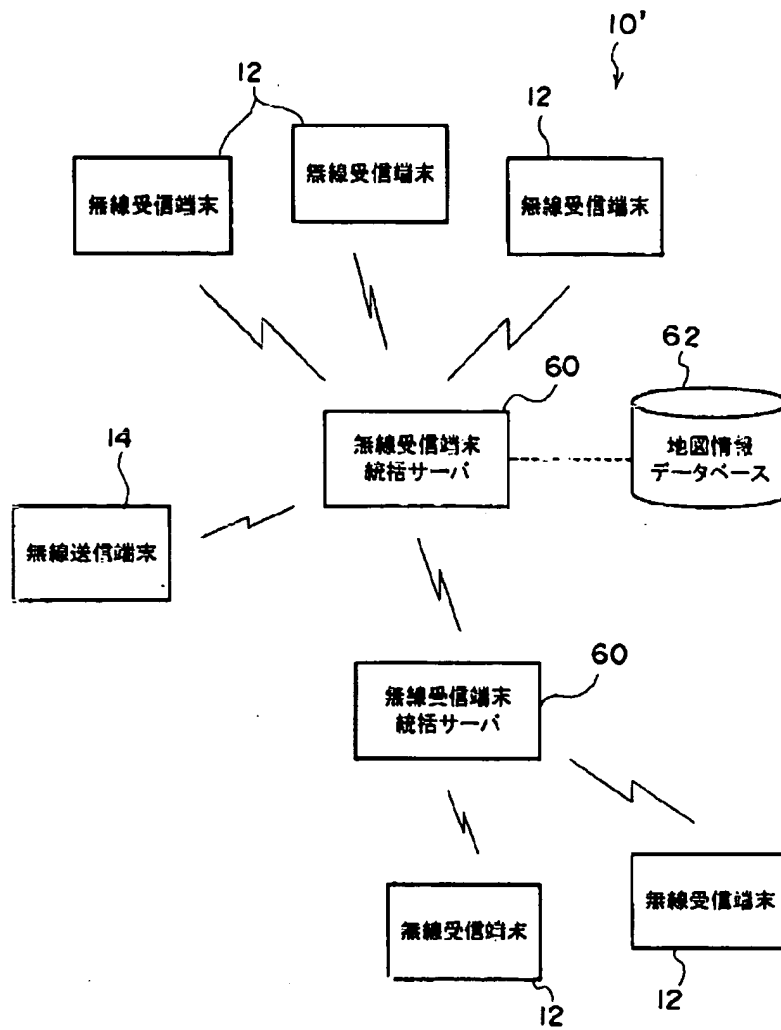 10'
12
12
無線受信端末
無線受信端末
無線受信端末
60
62
無線受信端末
統括サーバ
地図情報
データベース
14
無線送信端末
60
無線受信端末
統括サーバ
無線受信端末
無線受信端末
12
12